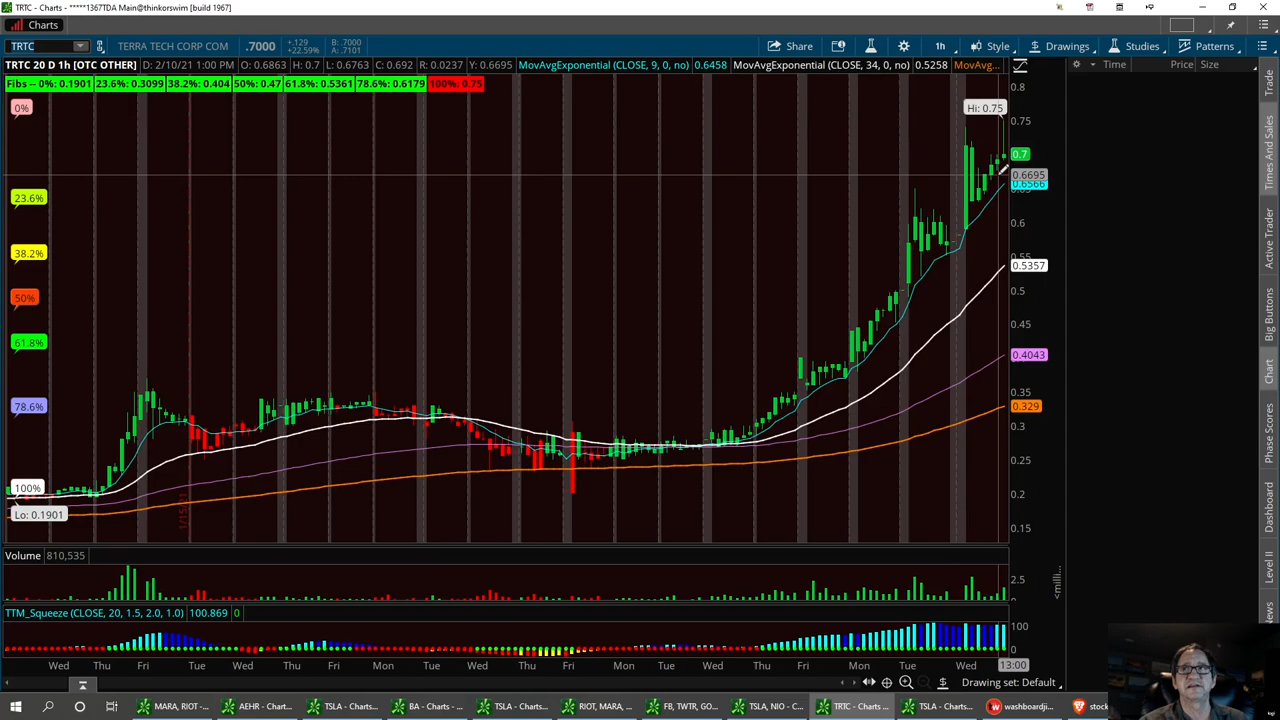 TRTC - Charts - *****1367TDA Main@thinkorswim [build 1967]
Charts
TRTC TERRA TECH CORP COM .7000 +.129 +22.59% B: .7000 A: .7101 Share 1h Style Drawings Studies Patterns
TRTC 20 D 1h [OTC OTHER] D: 2/10/21 1:00 PM O: 0.6863 H: 0.7 L: 0.6763 C: 0.692 R: 0.0237 Y: 0.6695 MovAvgExponential (CLOSE, 9, 0, no) 0.6458 MovAvgExponential (CLOSE, 34, 0, no) 0.5258 MovAvg...
Time Price Size
Fibs -- 0%: 0.1901 23.6%: 0.3099 38.2%: 0.404 50%: 0.47 61.8%: 0.5361 78.6%: 0.6179 100%: 0.75
0.8
0%
Hi: 0.75
0.75
0.7
0.6695
0.6566
23.6%
0.6
38.2%
0.55
0.5357
50%
0.5
0.45
61.8%
0.4043
0.35
78.6%
0.329
0.3
0.25
100%
0.2
Lo: 0.1901
0.15
1/15/21
Volume 810,535
2.5
<milli...
TTM_Squeeze (CLOSE, 20, 1.5, 2.0, 1.0) 100.869 0
100
0
Wed Thu Fri Tue Wed Thu Fri Mon Tue Wed Thu Fri Mon Tue Wed Thu Fri Mon Tue Wed 13:00
Drawing set: Default
Trade
Times And Sales
Active Trader
Big Buttons
Chart
Phase Scores
Dashboard
Level II
News
MARA, RIOT -... AEHR - Chart... TSLA - Charts... BA - Charts - ... TSLA - Charts... RIOT, MARA, ... FB, TWTR, GO... TSLA, NIO - C... TRTC - Charts ... TSLA - Charts... washboardji... stock